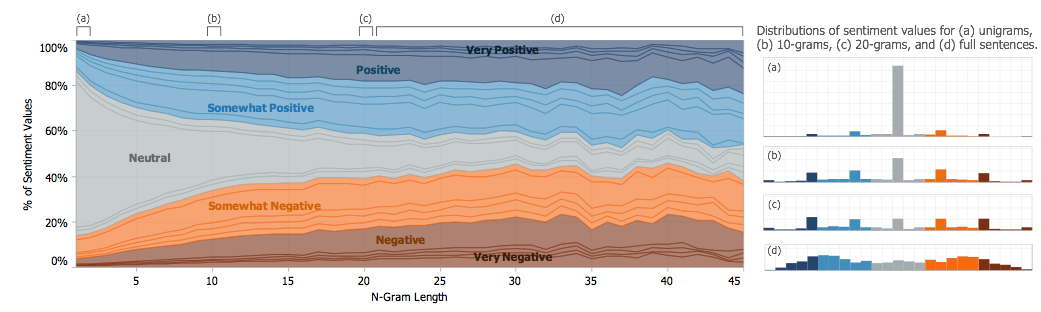 (a) (b) (c) (d)
Distributions of sentiment values for (a) unigrams,
(b) 10-grams, (c) 20-grams, and (d) full sentences.
% of Sentiment Values
100%
80%
60%
40%
20%
0%
Very Positive
Positive
Somewhat Positive
Neutral
Somewhat Negative
Negative
Very Negative
5 10 15 20 25 30 35 40 45
N-Gram Length
(a)
(b)
(c)
(d)